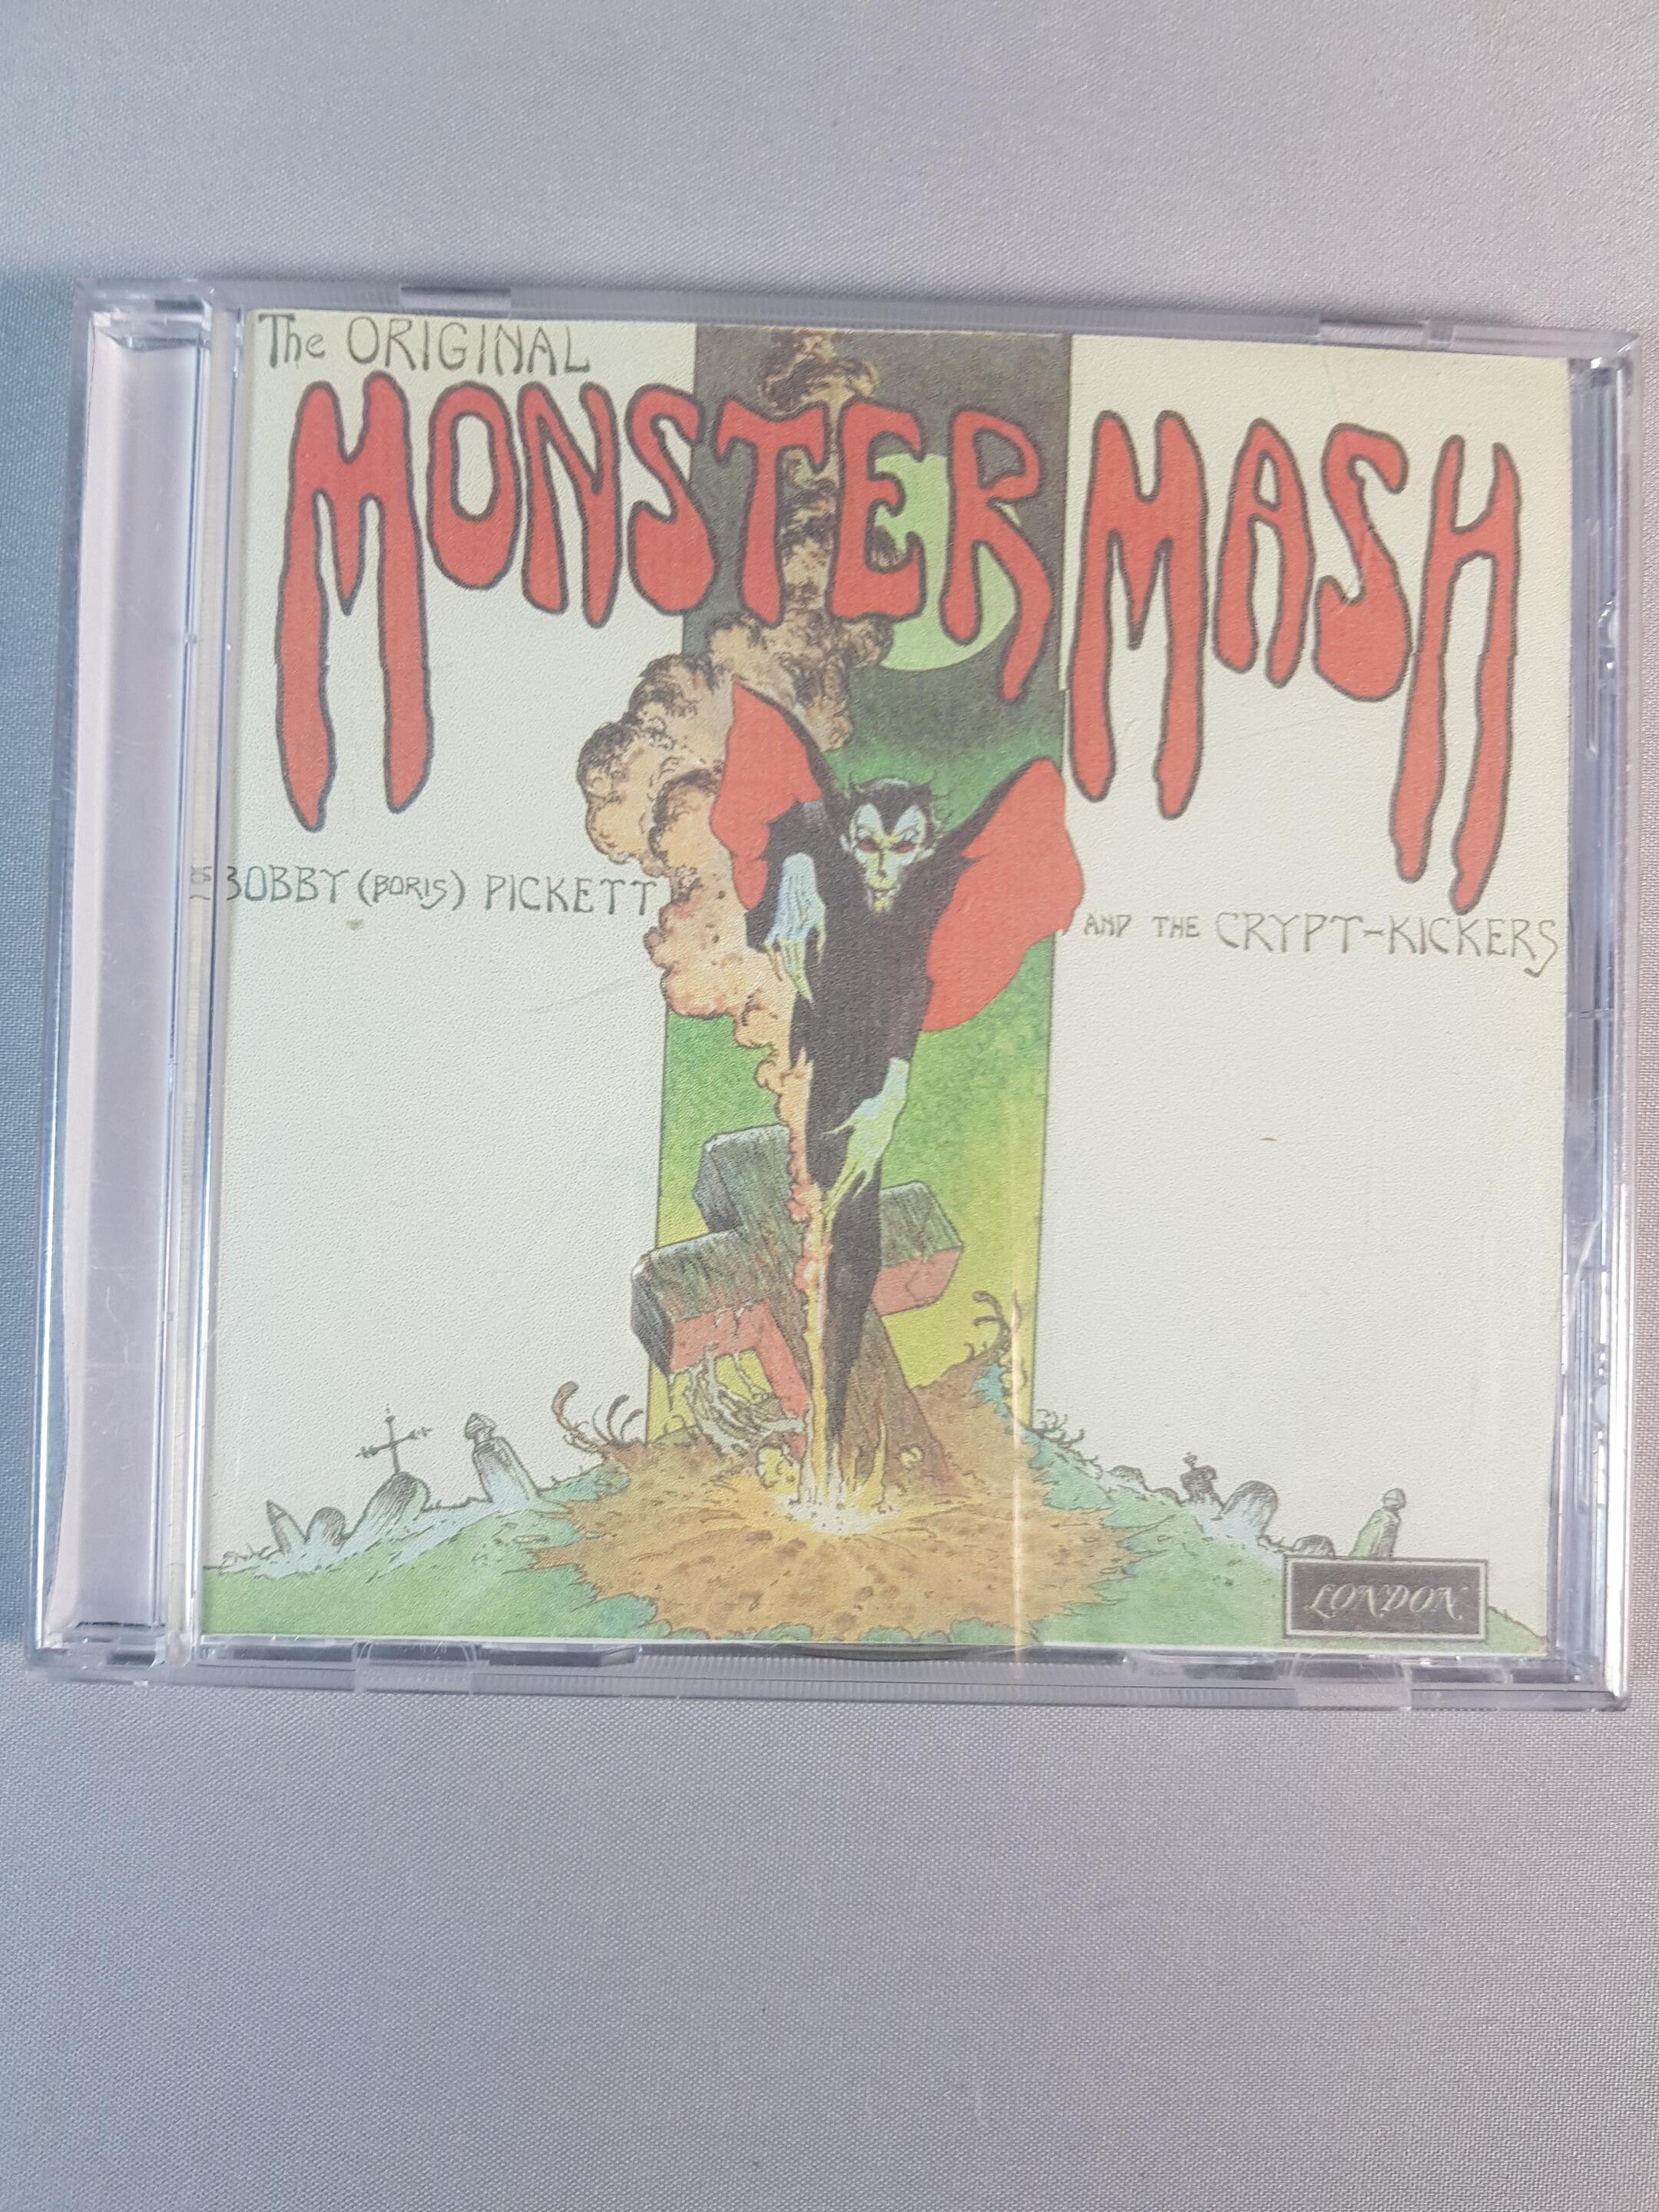 The ORIGINAL
MONSTER MASH
BOBBY (BORIS) PICKETT
AND THE CRYPT-KICKERS
LONDON